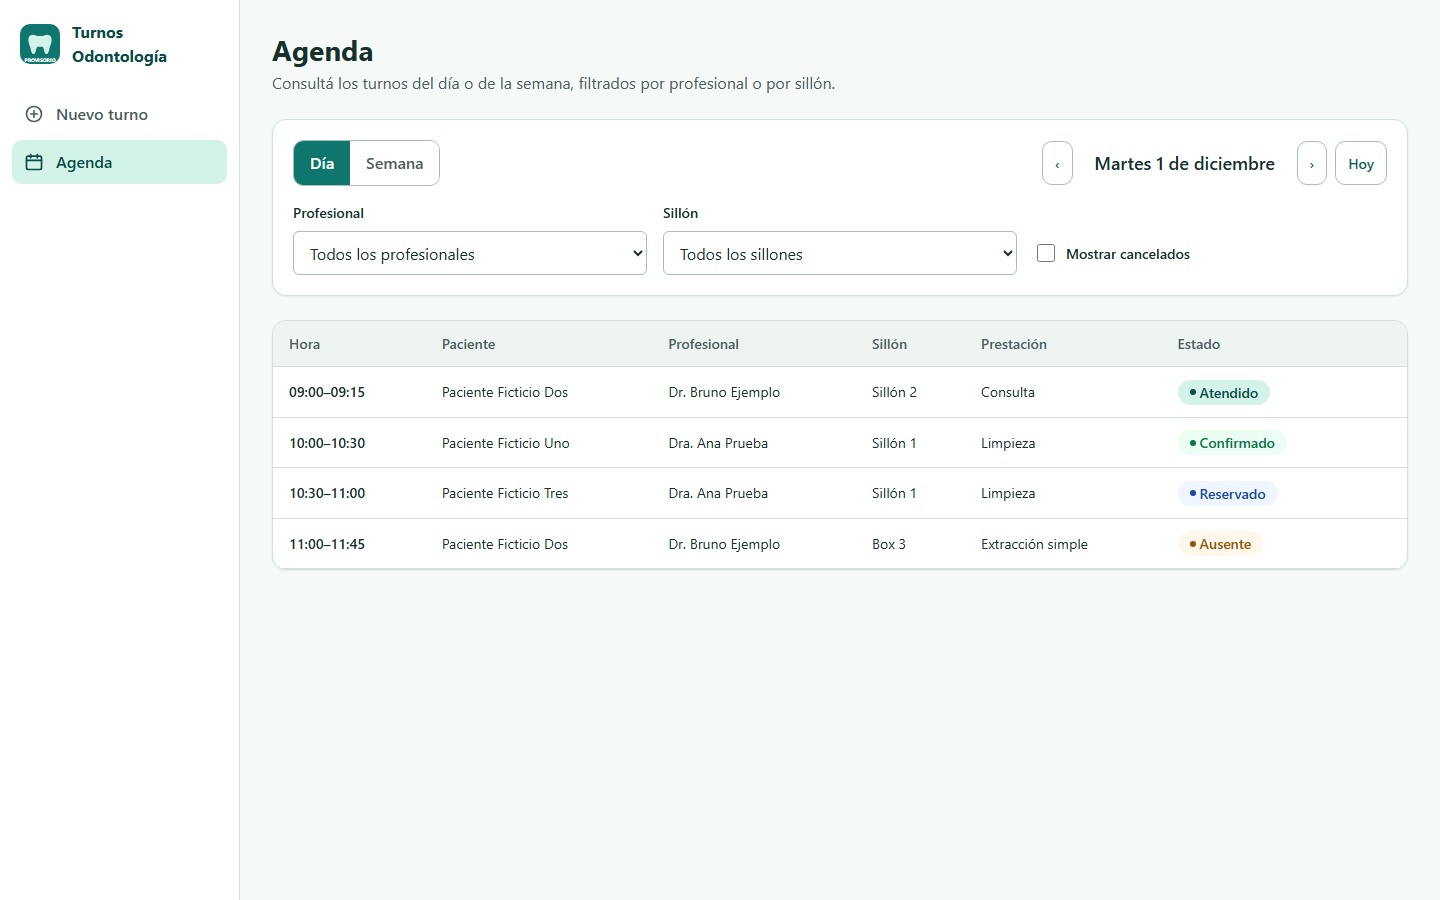 Turnos
Odontología
PROVISORIO
Nuevo turno
Agenda
Agenda
Consultá los turnos del día o de la semana, filtrados por profesional o por sillón.
Día Semana ‹ Martes 1 de diciembre › Hoy
Profesional Sillón
Todos los profesionales Todos los sillones Mostrar cancelados
Hora Paciente Profesional Sillón Prestación Estado
09:00–09:15 Paciente Ficticio Dos Dr. Bruno Ejemplo Sillón 2 Consulta Atendido
10:00–10:30 Paciente Ficticio Uno Dra. Ana Prueba Sillón 1 Limpieza Confirmado
10:30–11:00 Paciente Ficticio Tres Dra. Ana Prueba Sillón 1 Limpieza Reservado
11:00–11:45 Paciente Ficticio Dos Dr. Bruno Ejemplo Box 3 Extracción simple Ausente